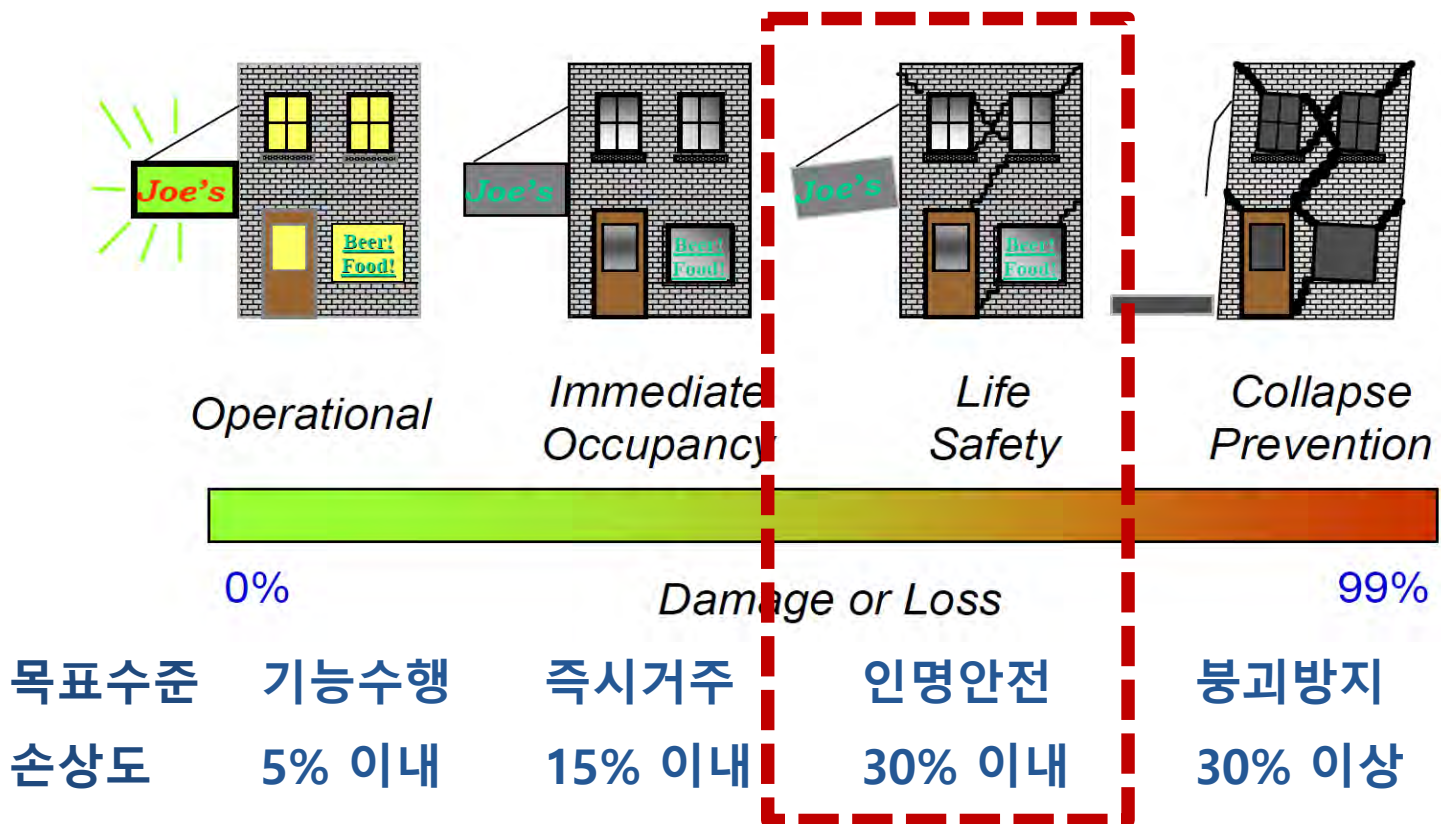 Joe's
Beer!
Food!
Joe's
Beer!
Food!
Joe's
Beer!
Food!
Operational
Immediate
Occupancy
Life
Safety
Collapse
Prevention
0%
Damage or Loss
99%
목표수준 기능수행 즉시거주 인명안전 붕괴방지
손상도 5% 이내 15% 이내 30% 이내 30% 이상